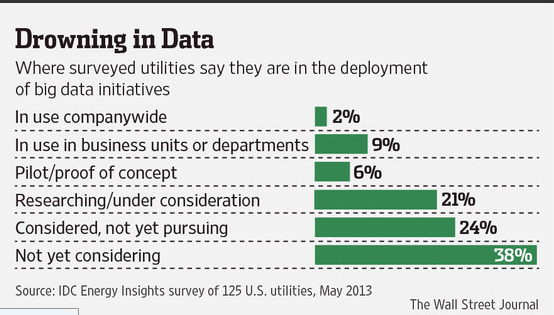 Drowning in Data
Where surveyed utilities say they are in the deployment
of big data initiatives
In use companywide 2%
In use in business units or departments 9%
Pilot/proof of concept 6%
Researching/under consideration 21%
Considered, not yet pursuing 24%
Not yet considering 38%
Source: IDC Energy Insights survey of 125 U.S. utilities, May 2013
The Wall Street Journal